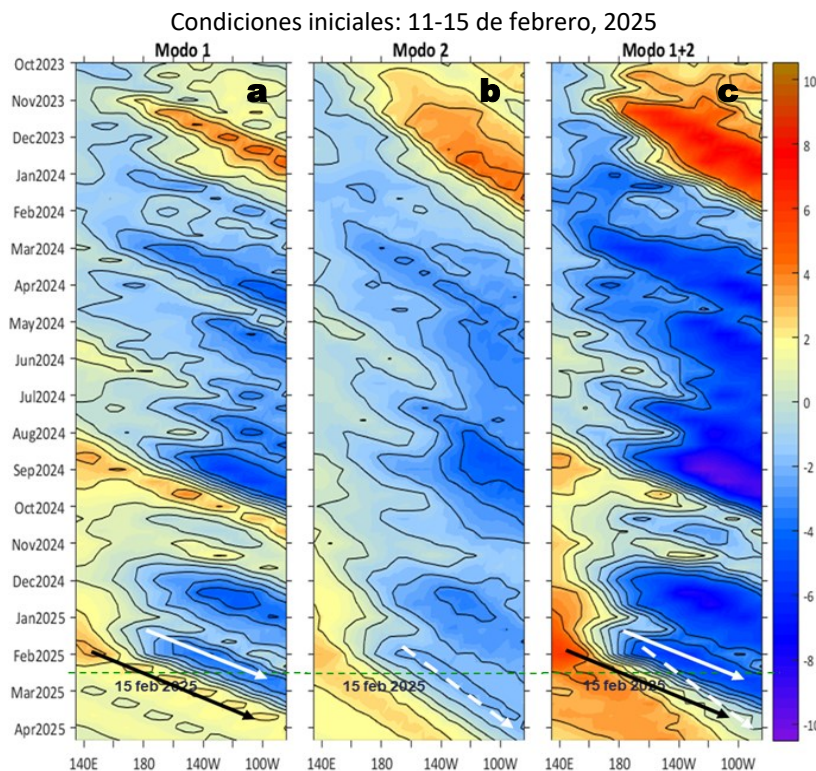 Condiciones iniciales: 11-15 de febrero, 2025
Modo 1
Modo 2
Modo 1+2
a
b
c
Oct2023
Nov2023
Dec2023
Jan2024
Feb2024
Mar2024
Apr2024
May2024
Jun2024
Jul2024
Aug2024
Sep2024
Oct2024
Nov2024
Dec2024
Jan2025
Feb2025
Mar2025
Apr2025
15 feb 2025
15 feb 2025
15 feb 2025
140E 180 140W 100W
140E 180 140W 100W
140E 180 140W 100W
10
8
6
4
2
0
-2
-4
-6
-8
-10